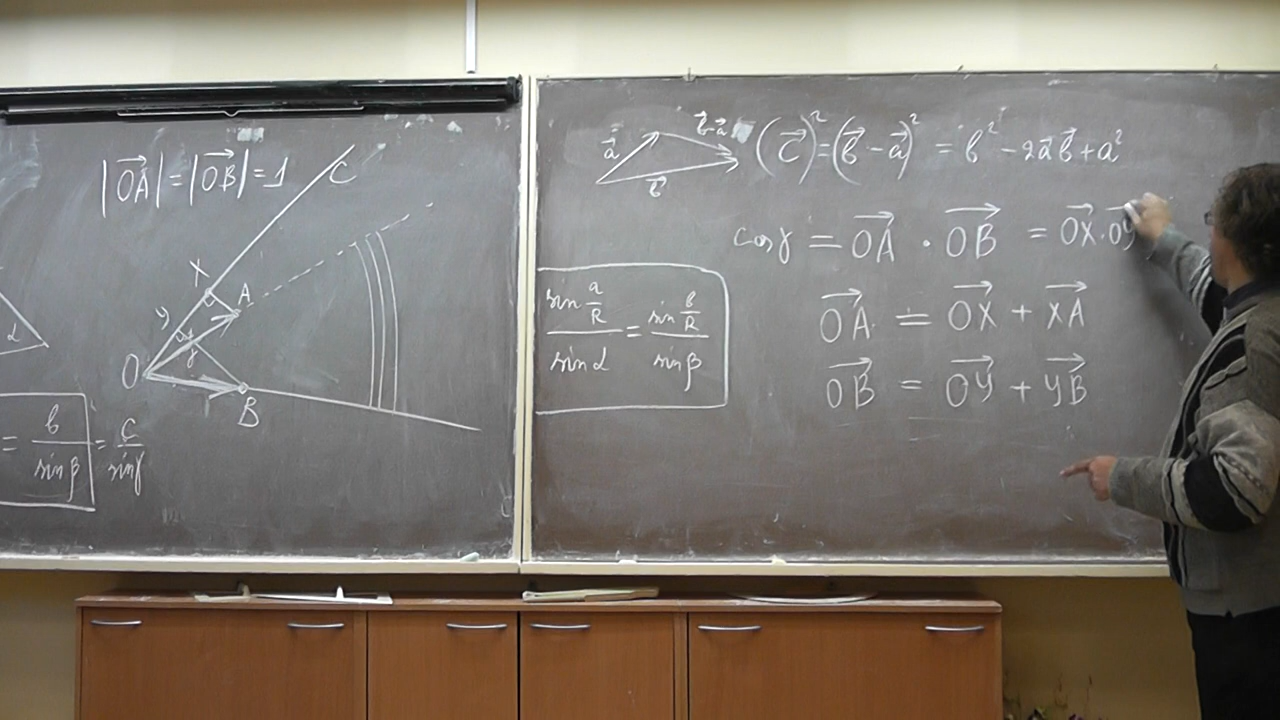 |OA⃗| = |OB⃗| = 1
C
X
A
y
α
γ
O
B
α
= b/sin β = c/sin γ
a⃗
b⃗-a⃗
b⃗
(c⃗)² = (b⃗ - a⃗)² = b² - 2a⃗b⃗ + a²
cos γ = OA⃗ · OB⃗ = OX⃗ · OY⃗
sin a/R / sin α = sin b/R / sin β
OA⃗ = OX⃗ + XA⃗
OB⃗ = OY⃗ + YB⃗